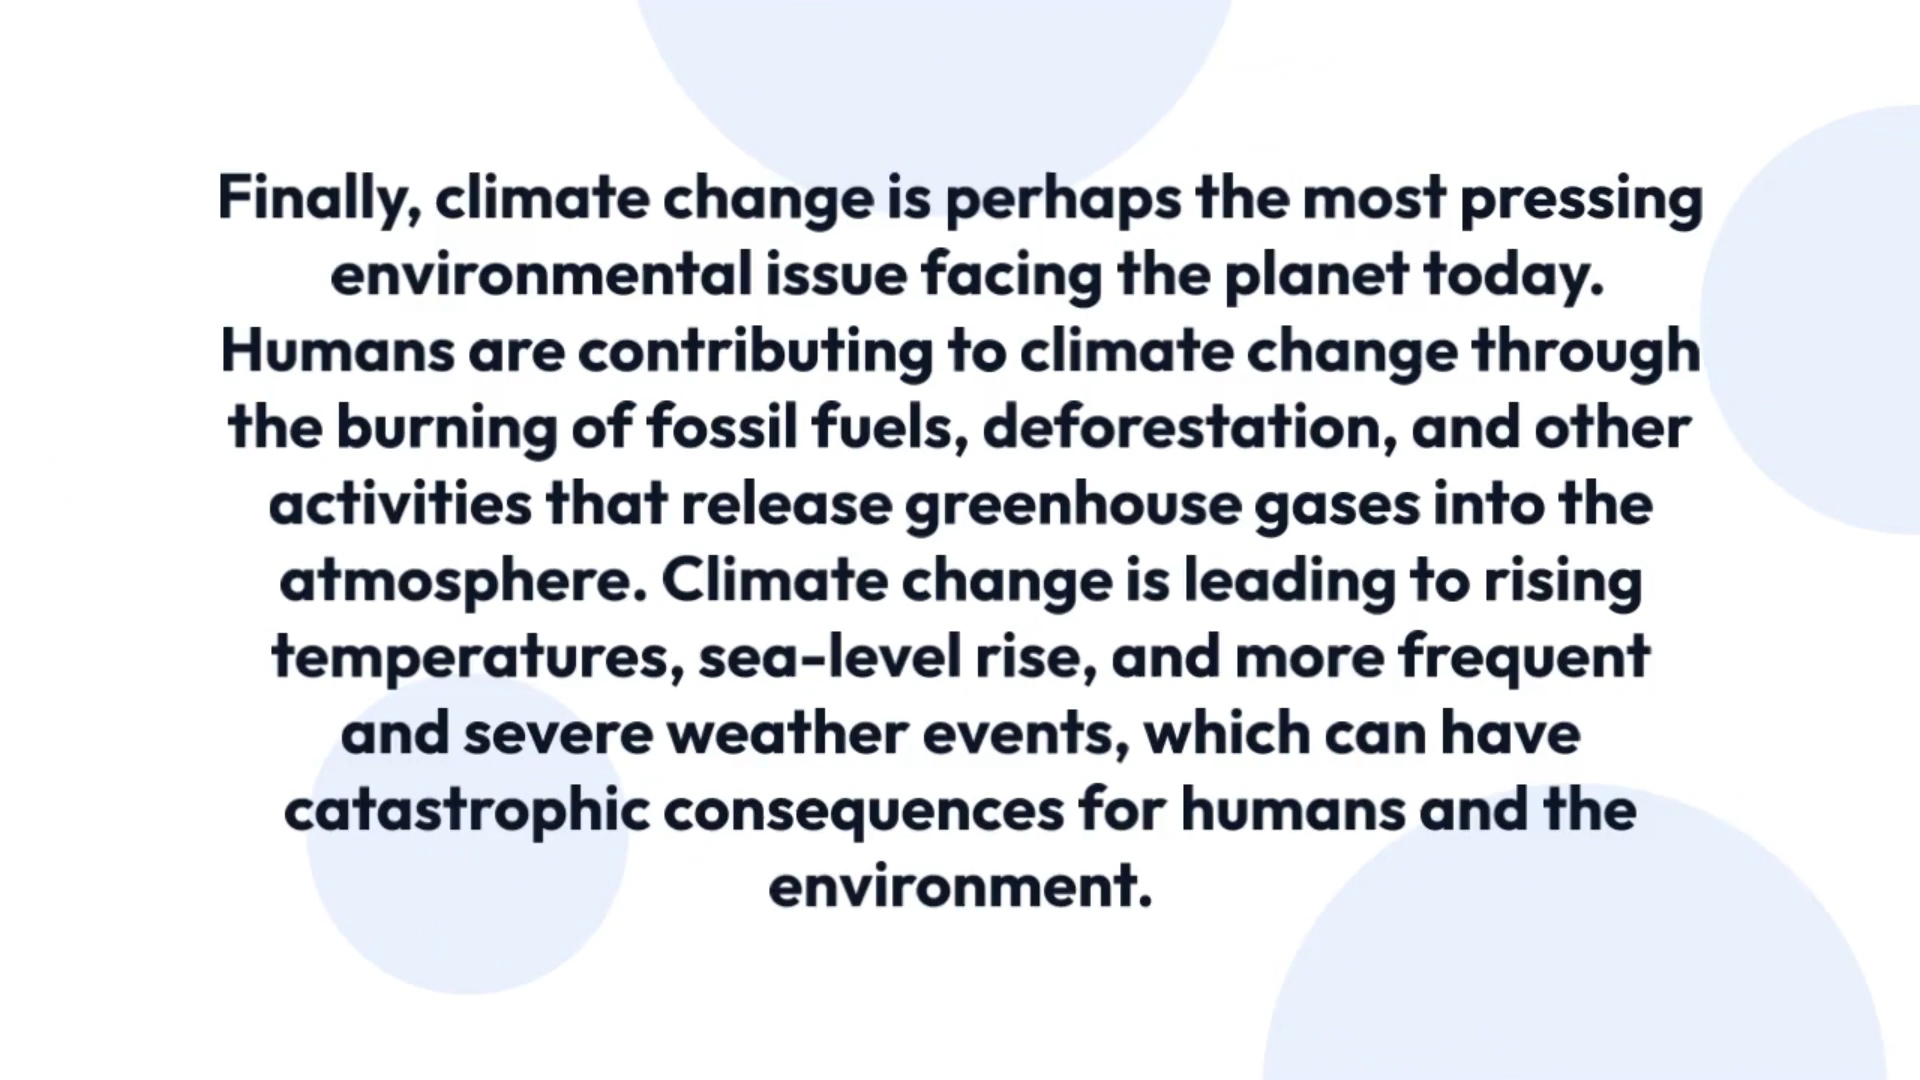 Finally, climate change is perhaps the most pressing
environmental issue facing the planet today.
Humans are contributing to climate change through
the burning of fossil fuels, deforestation, and other
activities that release greenhouse gases into the
atmosphere. Climate change is leading to rising
temperatures, sea-level rise, and more frequent
and severe weather events, which can have
catastrophic consequences for humans and the
environment.